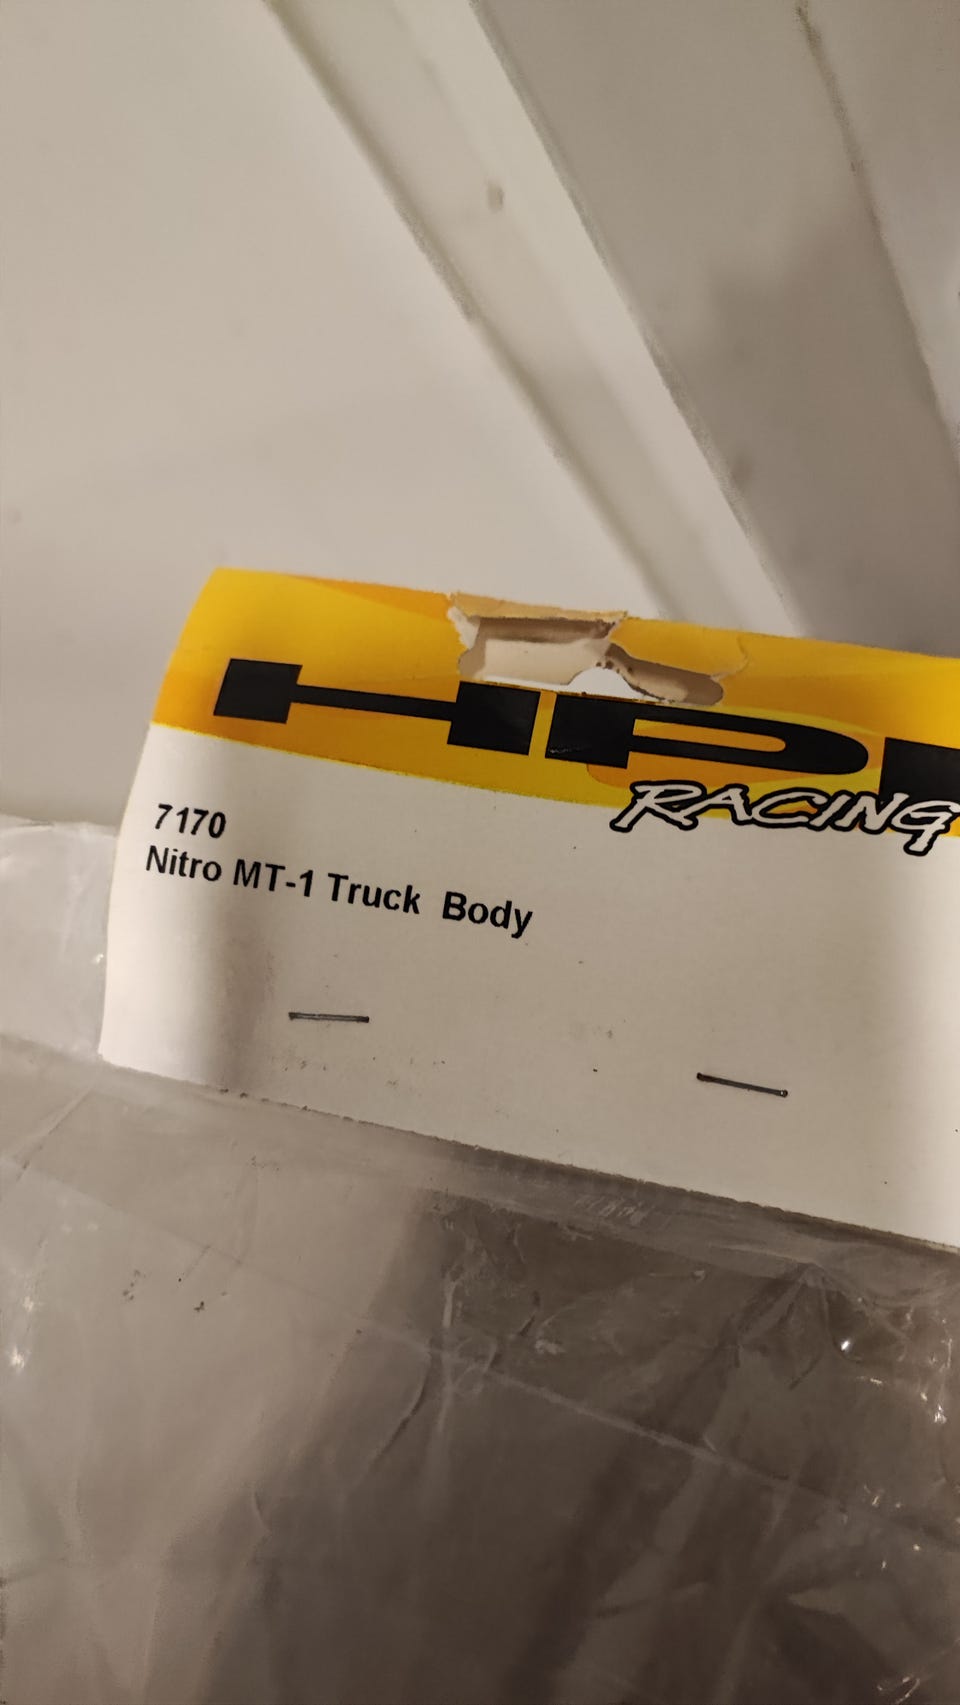 HPI
RACING
7170
Nitro MT-1 Truck Body